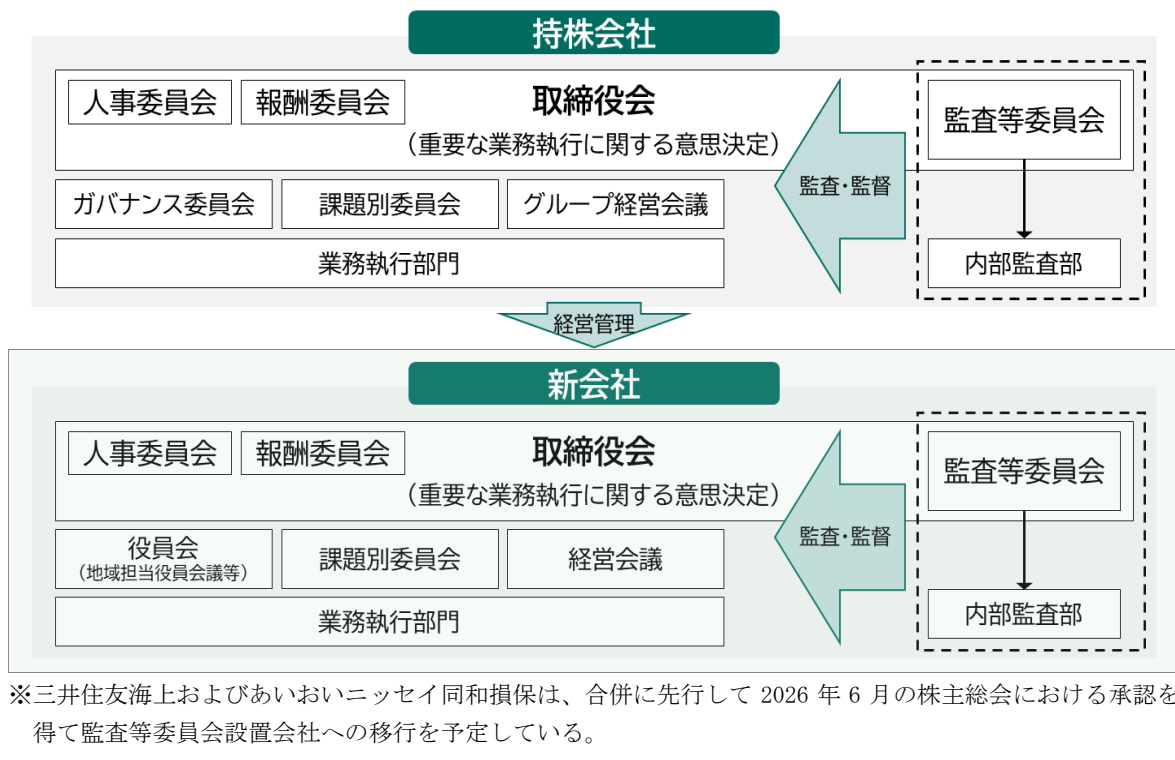 持株会社
人事委員会
報酬委員会
取締役会
（重要な業務執行に関する意思決定）
監査等委員会
監査・監督
ガバナンス委員会
課題別委員会
グループ経営会議
業務執行部門
内部監査部
経営管理
新会社
人事委員会
報酬委員会
取締役会
（重要な業務執行に関する意思決定）
監査等委員会
監査・監督
役員会
（地域担当役員会議等）
課題別委員会
経営会議
業務執行部門
内部監査部
※三井住友海上およびあいおいニッセイ同和損保は、合併に先行して 2026 年 6 月の株主総会における承認を
得て監査等委員会設置会社への移行を予定している。